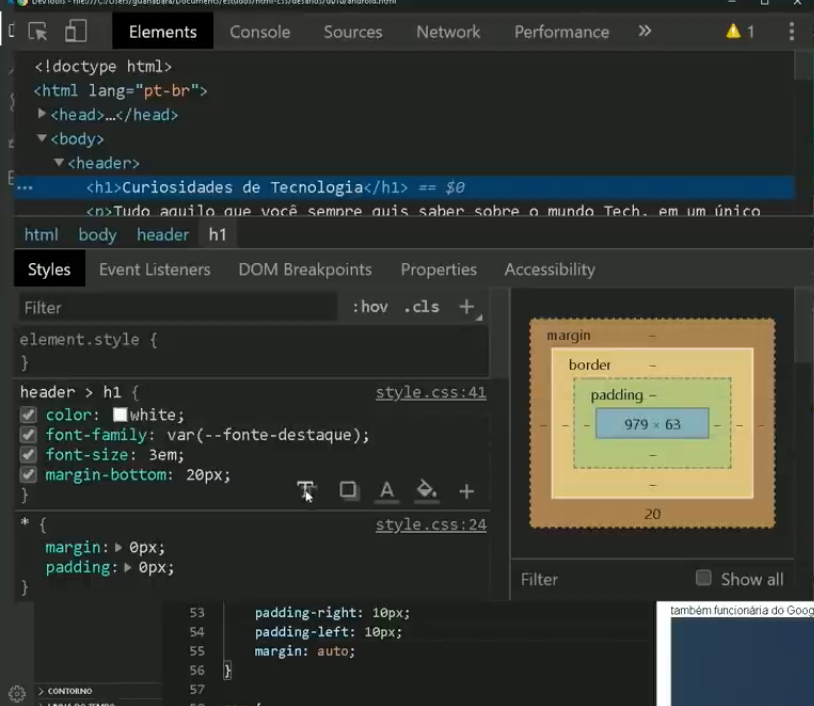 DevTools - file:///C:/Users/guanabara/Documents/estudos/html-css/desafios/d010/android.html
Elements Console Sources Network Performance » 1
<!doctype html>
<html lang="pt-br">
<head>…</head>
<body>
<header>
··· <h1>Curiosidades de Tecnologia</h1> == $0
<p>Tudo aquilo que você sempre quis saber sobre o mundo Tech, em um único
html body header h1
Styles Event Listeners DOM Breakpoints Properties Accessibility
Filter :hov .cls +
element.style {
}
header > h1 { style.css:41
color: white;
font-family: var(--fonte-destaque);
font-size: 3em;
margin-bottom: 20px;
}
* { style.css:24
margin: 0px;
padding: 0px;
}
margin –
border –
padding –
- - - 979 × 63 - - -
–
–
20
Filter Show all
53 padding-right: 10px;
54 padding-left: 10px;
55 margin: auto;
56 }
57
CONTORNO
LINHA DO TEMPO
também funcionária do Goog